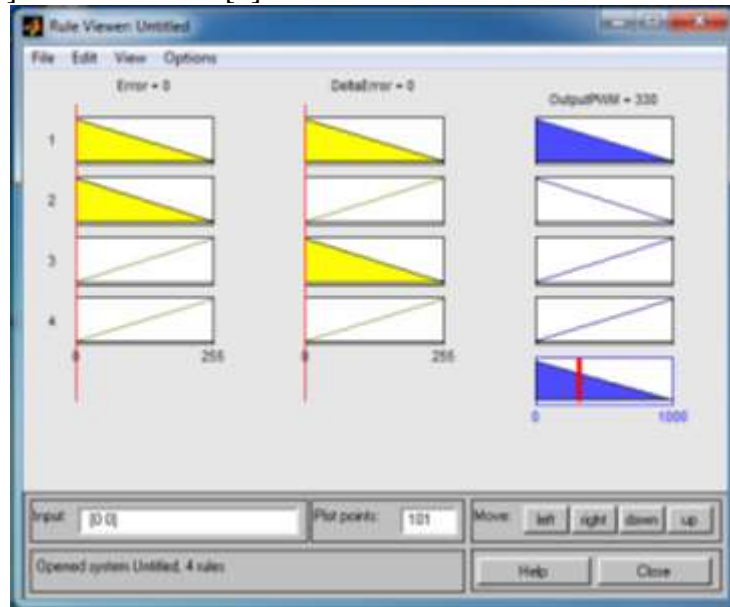 Rule Viewer: Untitled
File Edit View Options
Error = 0 DeltaError = 0 OutputPWM = 330
1
2
3
4
0 255 0 255
0 1000
Input: [0 0] Plot points: 101 Move: left right down up
Opened system Untitled, 4 rules Help Close